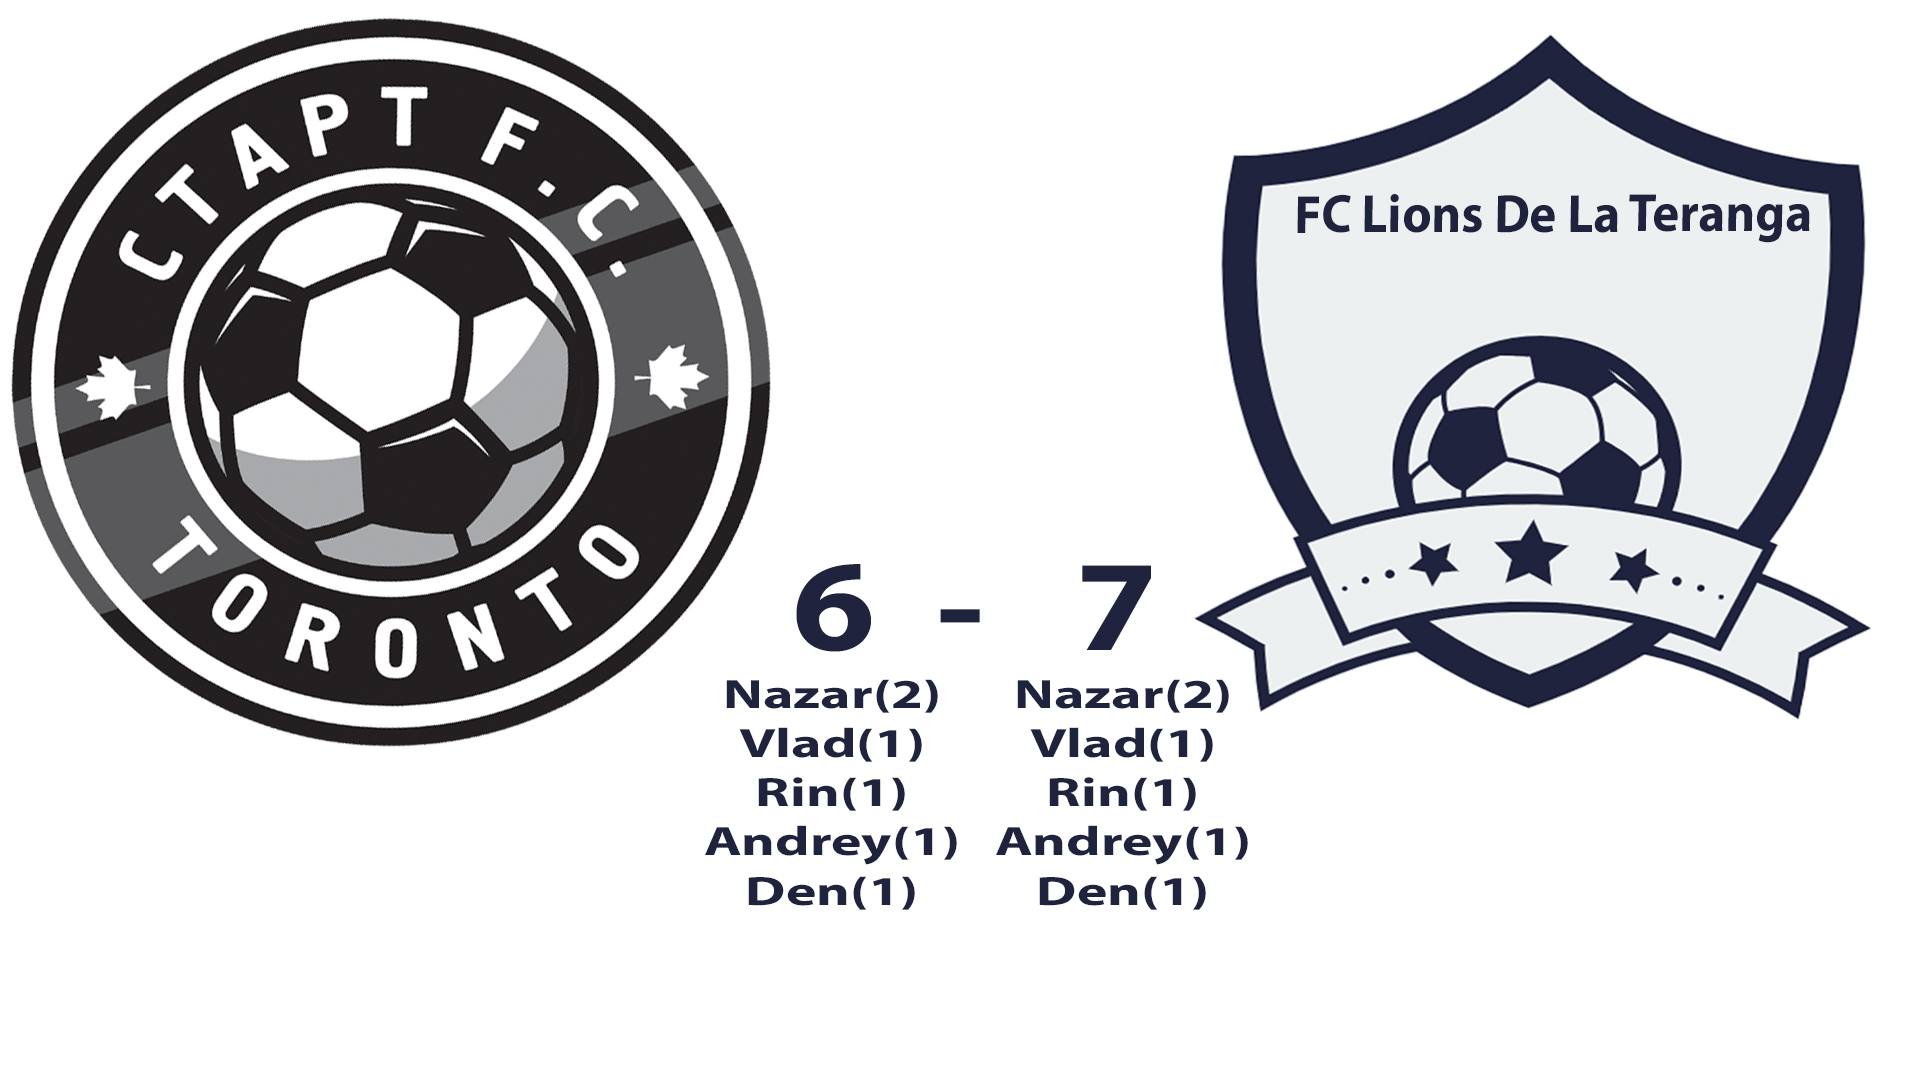 СТАРТ F.C.
TORONTO
FC Lions De La Teranga
6 - 7
Nazar(2) Nazar(2)
Vlad(1) Vlad(1)
Rin(1) Rin(1)
Andrey(1) Andrey(1)
Den(1) Den(1)